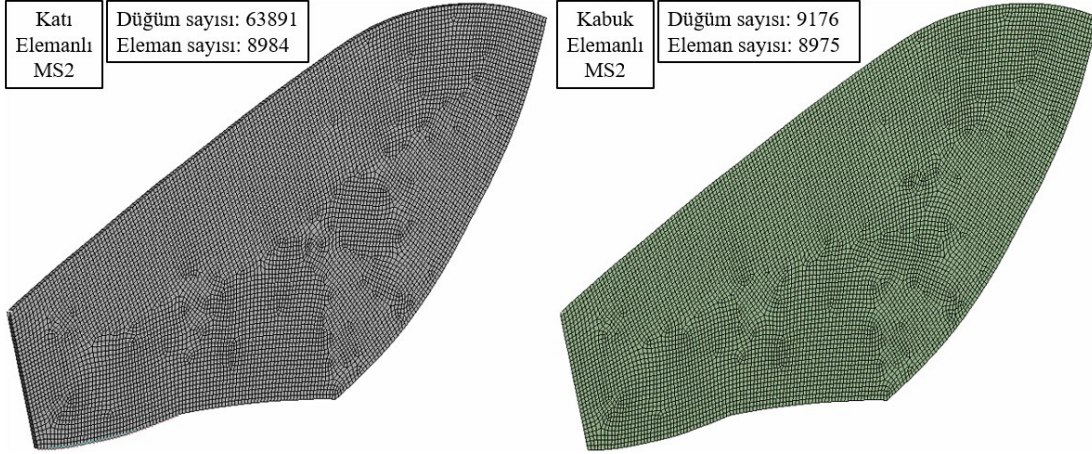 Katı
Elemanlı
MS2
Düğüm sayısı: 63891
Eleman sayısı: 8984
Kabuk
Elemanlı
MS2
Düğüm sayısı: 9176
Eleman sayısı: 8975